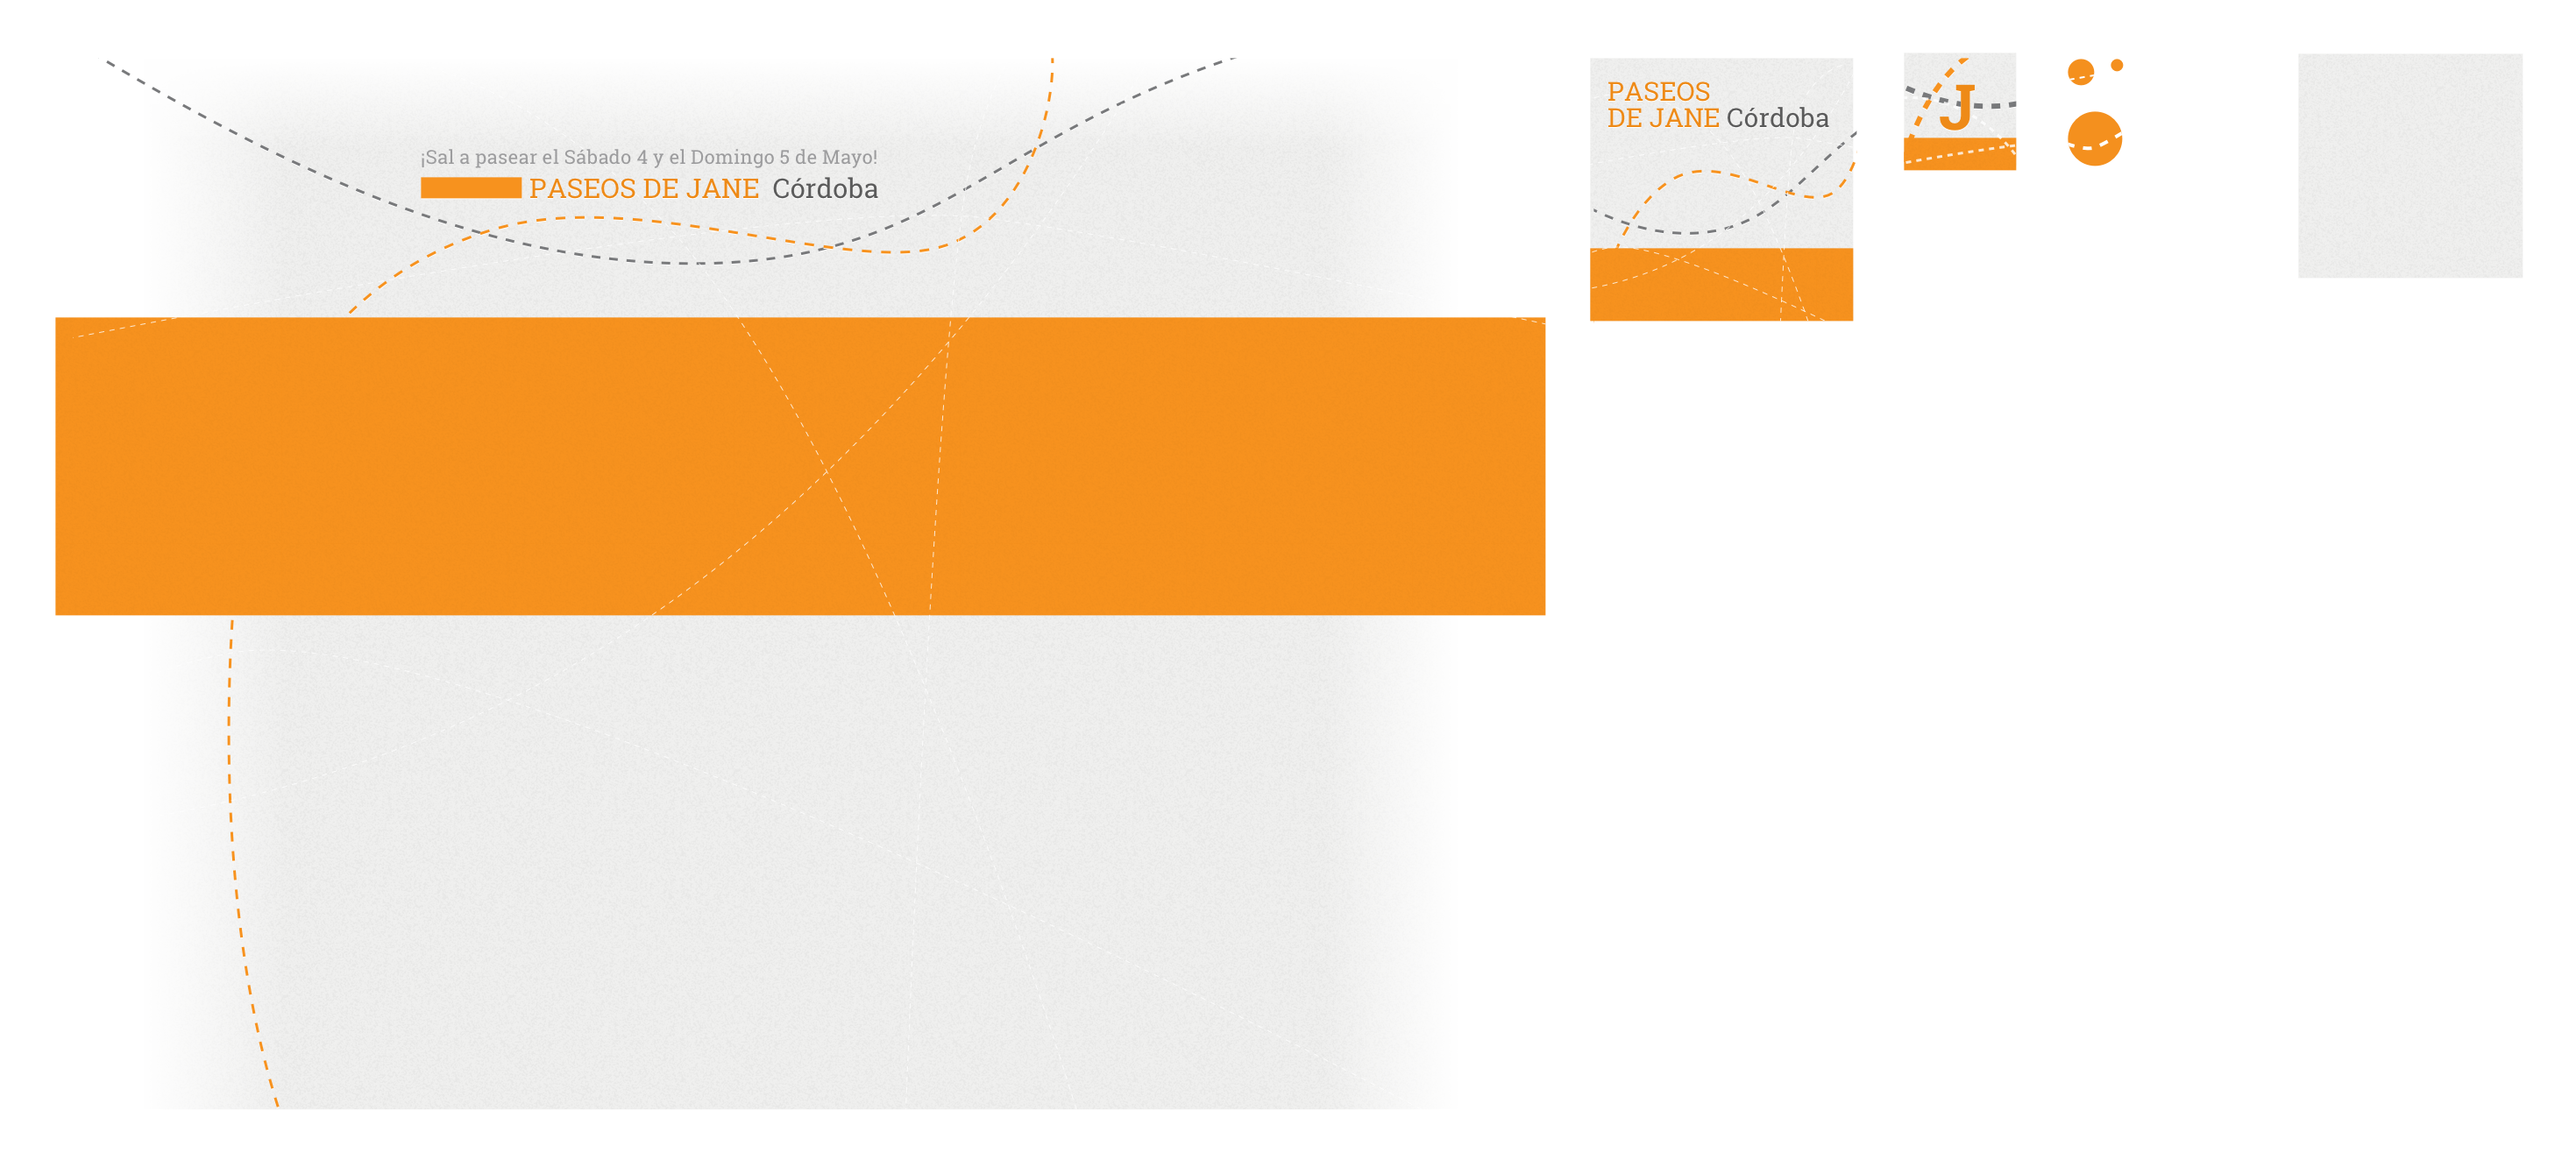 ¡Sal a pasear el Sábado 4 y el Domingo 5 de Mayo!
PASEOS DE JANE Córdoba
PASEOS
DE JANE Córdoba
J